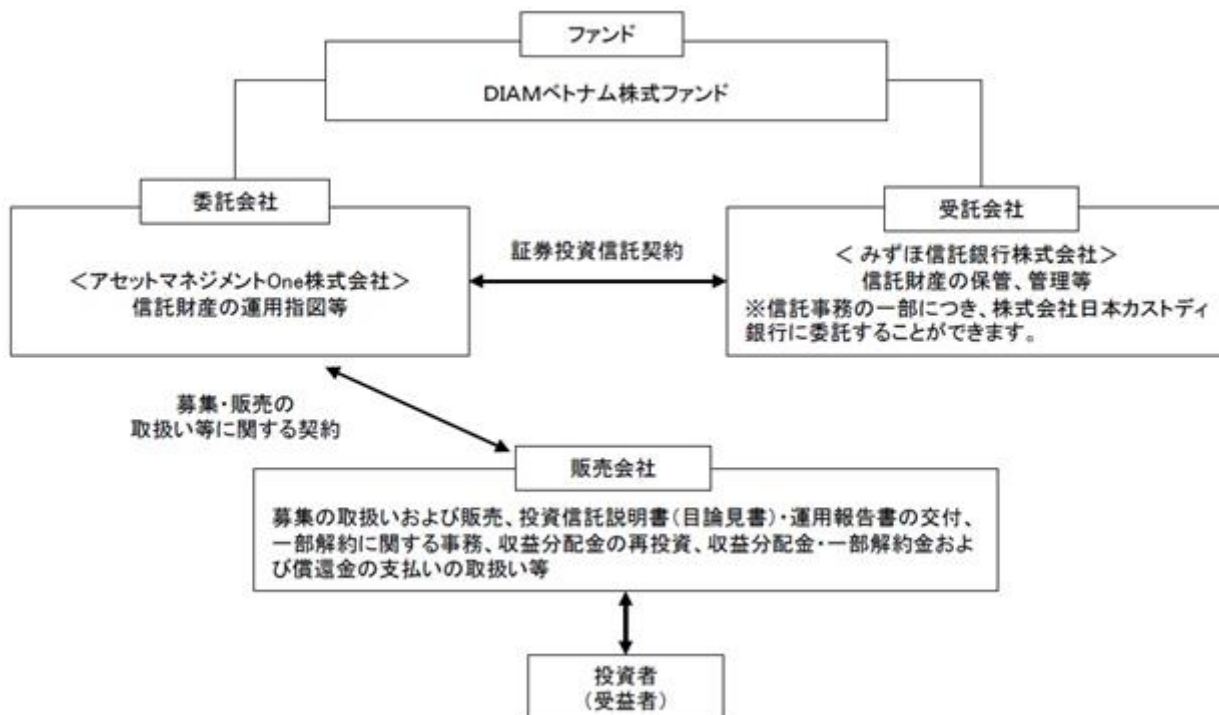 ファンド
DIAMベトナム株式ファンド
委託会社
<アセットマネジメントOne株式会社>
信託財産の運用指図等
証券投資信託契約
受託会社
< みずほ信託銀行株式会社>
信託財産の保管、管理等
※信託事務の一部につき、株式会社日本カストディ
銀行に委託することができます。
募集・販売の
取扱い等に関する契約
販売会社
募集の取扱いおよび販売、投資信託説明書(目論見書)・運用報告書の交付、
一部解約に関する事務、収益分配金の再投資、収益分配金・一部解約金およ
び償還金の支払いの取扱い等
投資者
(受益者)